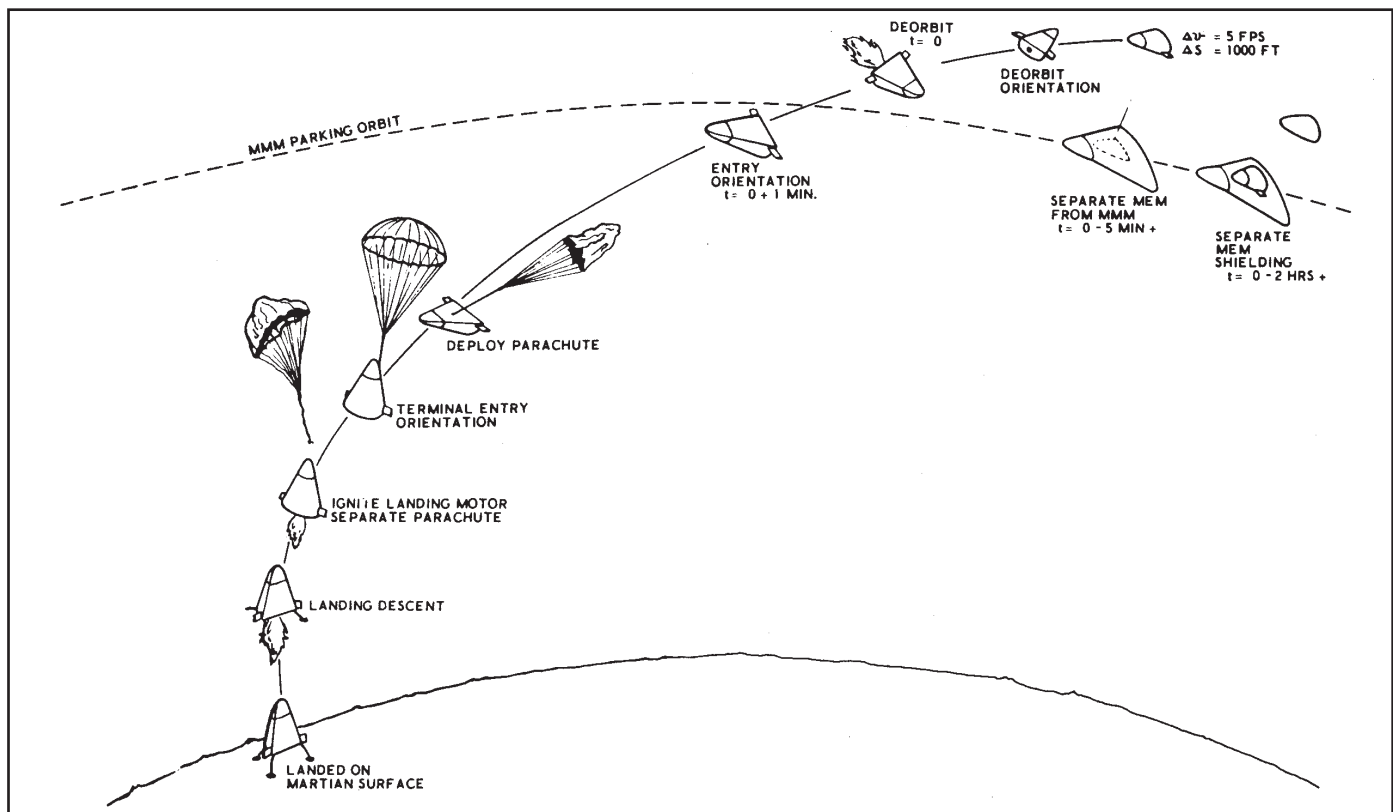 DEORBIT
t= 0
Δv = 5 FPS
ΔS = 1000 FT
DEORBIT
ORIENTATION
MMM PARKING ORBIT
ENTRY
ORIENTATION
t= 0 + 1 MIN.
SEPARATE MEM
FROM MMM
t= 0 - 5 MIN +
SEPARATE
MEM
SHIELDING
t= 0 - 2 HRS +
DEPLOY PARACHUTE
TERMINAL ENTRY
ORIENTATION
IGNITE LANDING MOTOR
SEPARATE PARACHUTE
LANDING DESCENT
LANDED ON
MARTIAN SURFACE